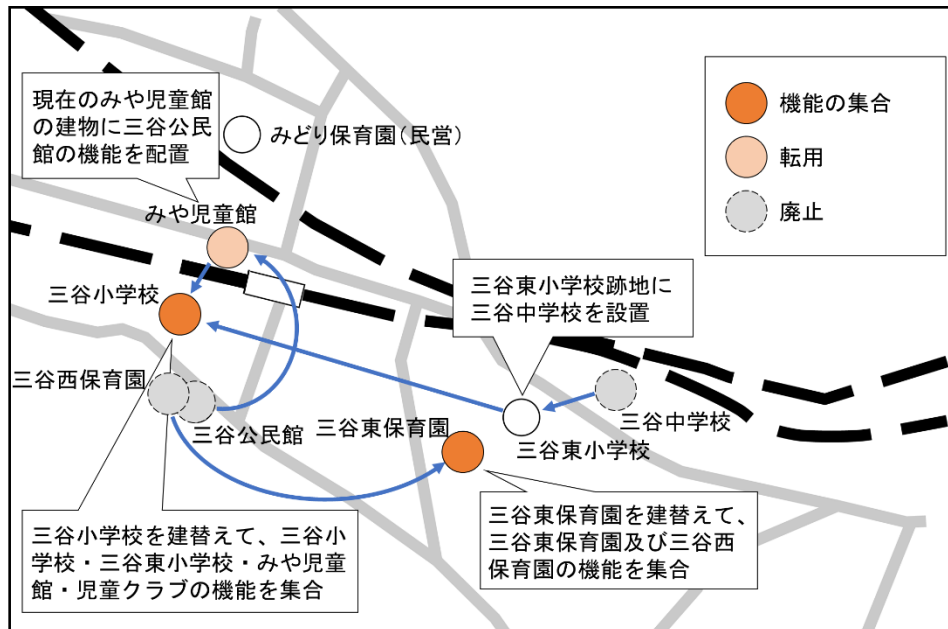 現在のみや児童館
の建物に三谷公民
館の機能を配置
みどり保育園（民営）
みや児童館
三谷小学校
三谷西保育園
三谷公民館
三谷東保育園
三谷東小学校跡地に
三谷中学校を設置
三谷中学校
三谷東小学校
三谷小学校を建替えて、三谷小
学校・三谷東小学校・みや児童
館・児童クラブの機能を集合
三谷東保育園を建替えて、
三谷東保育園及び三谷西
保育園の機能を集合
機能の集合
転用
廃止